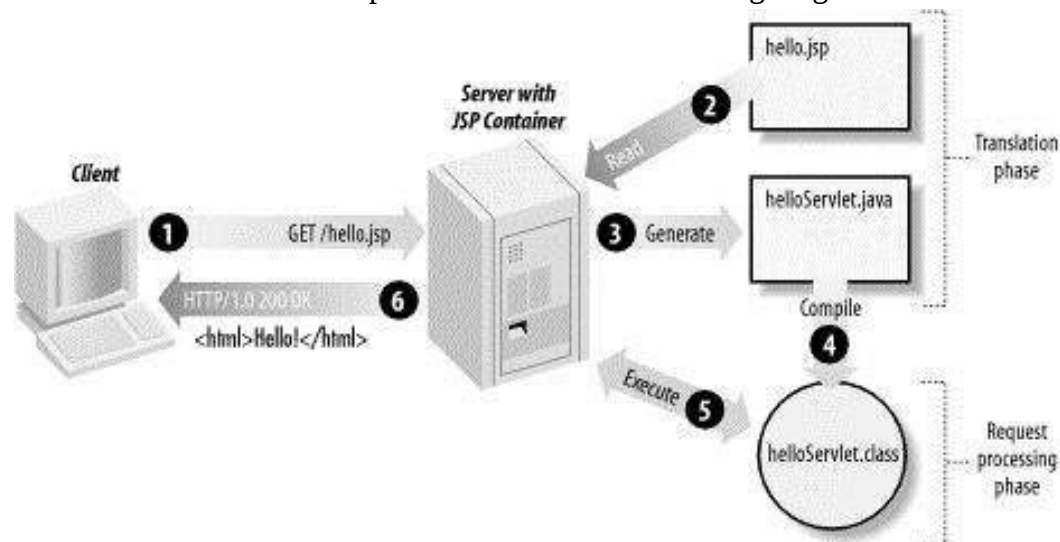 hello.jsp
Server with
JSP Container
2
Read
Translation
phase
Client
helloServlet.java
1
GET /hello.jsp
3
Generate
HTTP/1.0 200 OK
6
<html>Hello!</html>
Compile
4
Execute
5
helloServlet.class
Request
processing
phase